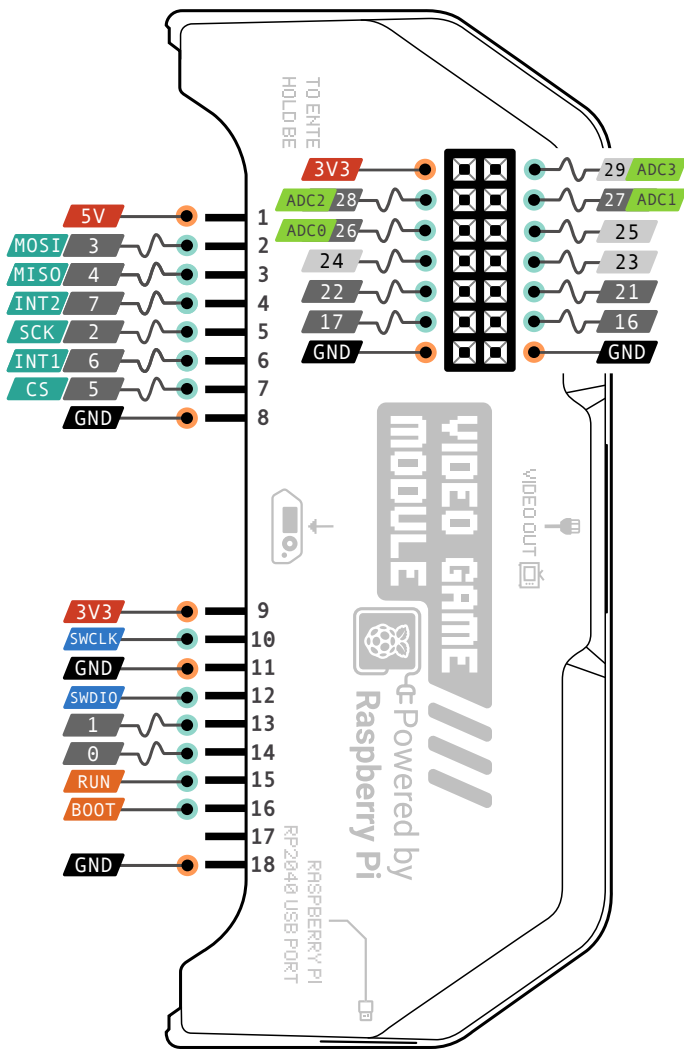 TO ENTE
HOLD BE
3V3
29 ADC3
ADC2 28
27 ADC1
ADC0 26
25
24
23
22
21
17
16
GND
GND
5V 1
MOSI 3 2
MISO 4 3
INT2 7 4
SCK 2 5
INT1 6 6
CS 5 7
GND 8
VIDEO GAME
MODULE
VIDEO OUT
Powered by
Raspberry Pi
3V3 9
SWCLK 10
GND 11
SWDIO 12
1 13
0 14
RUN 15
BOOT 16
17
GND 18
RASPBERRY PI
RP2040 USB PORT